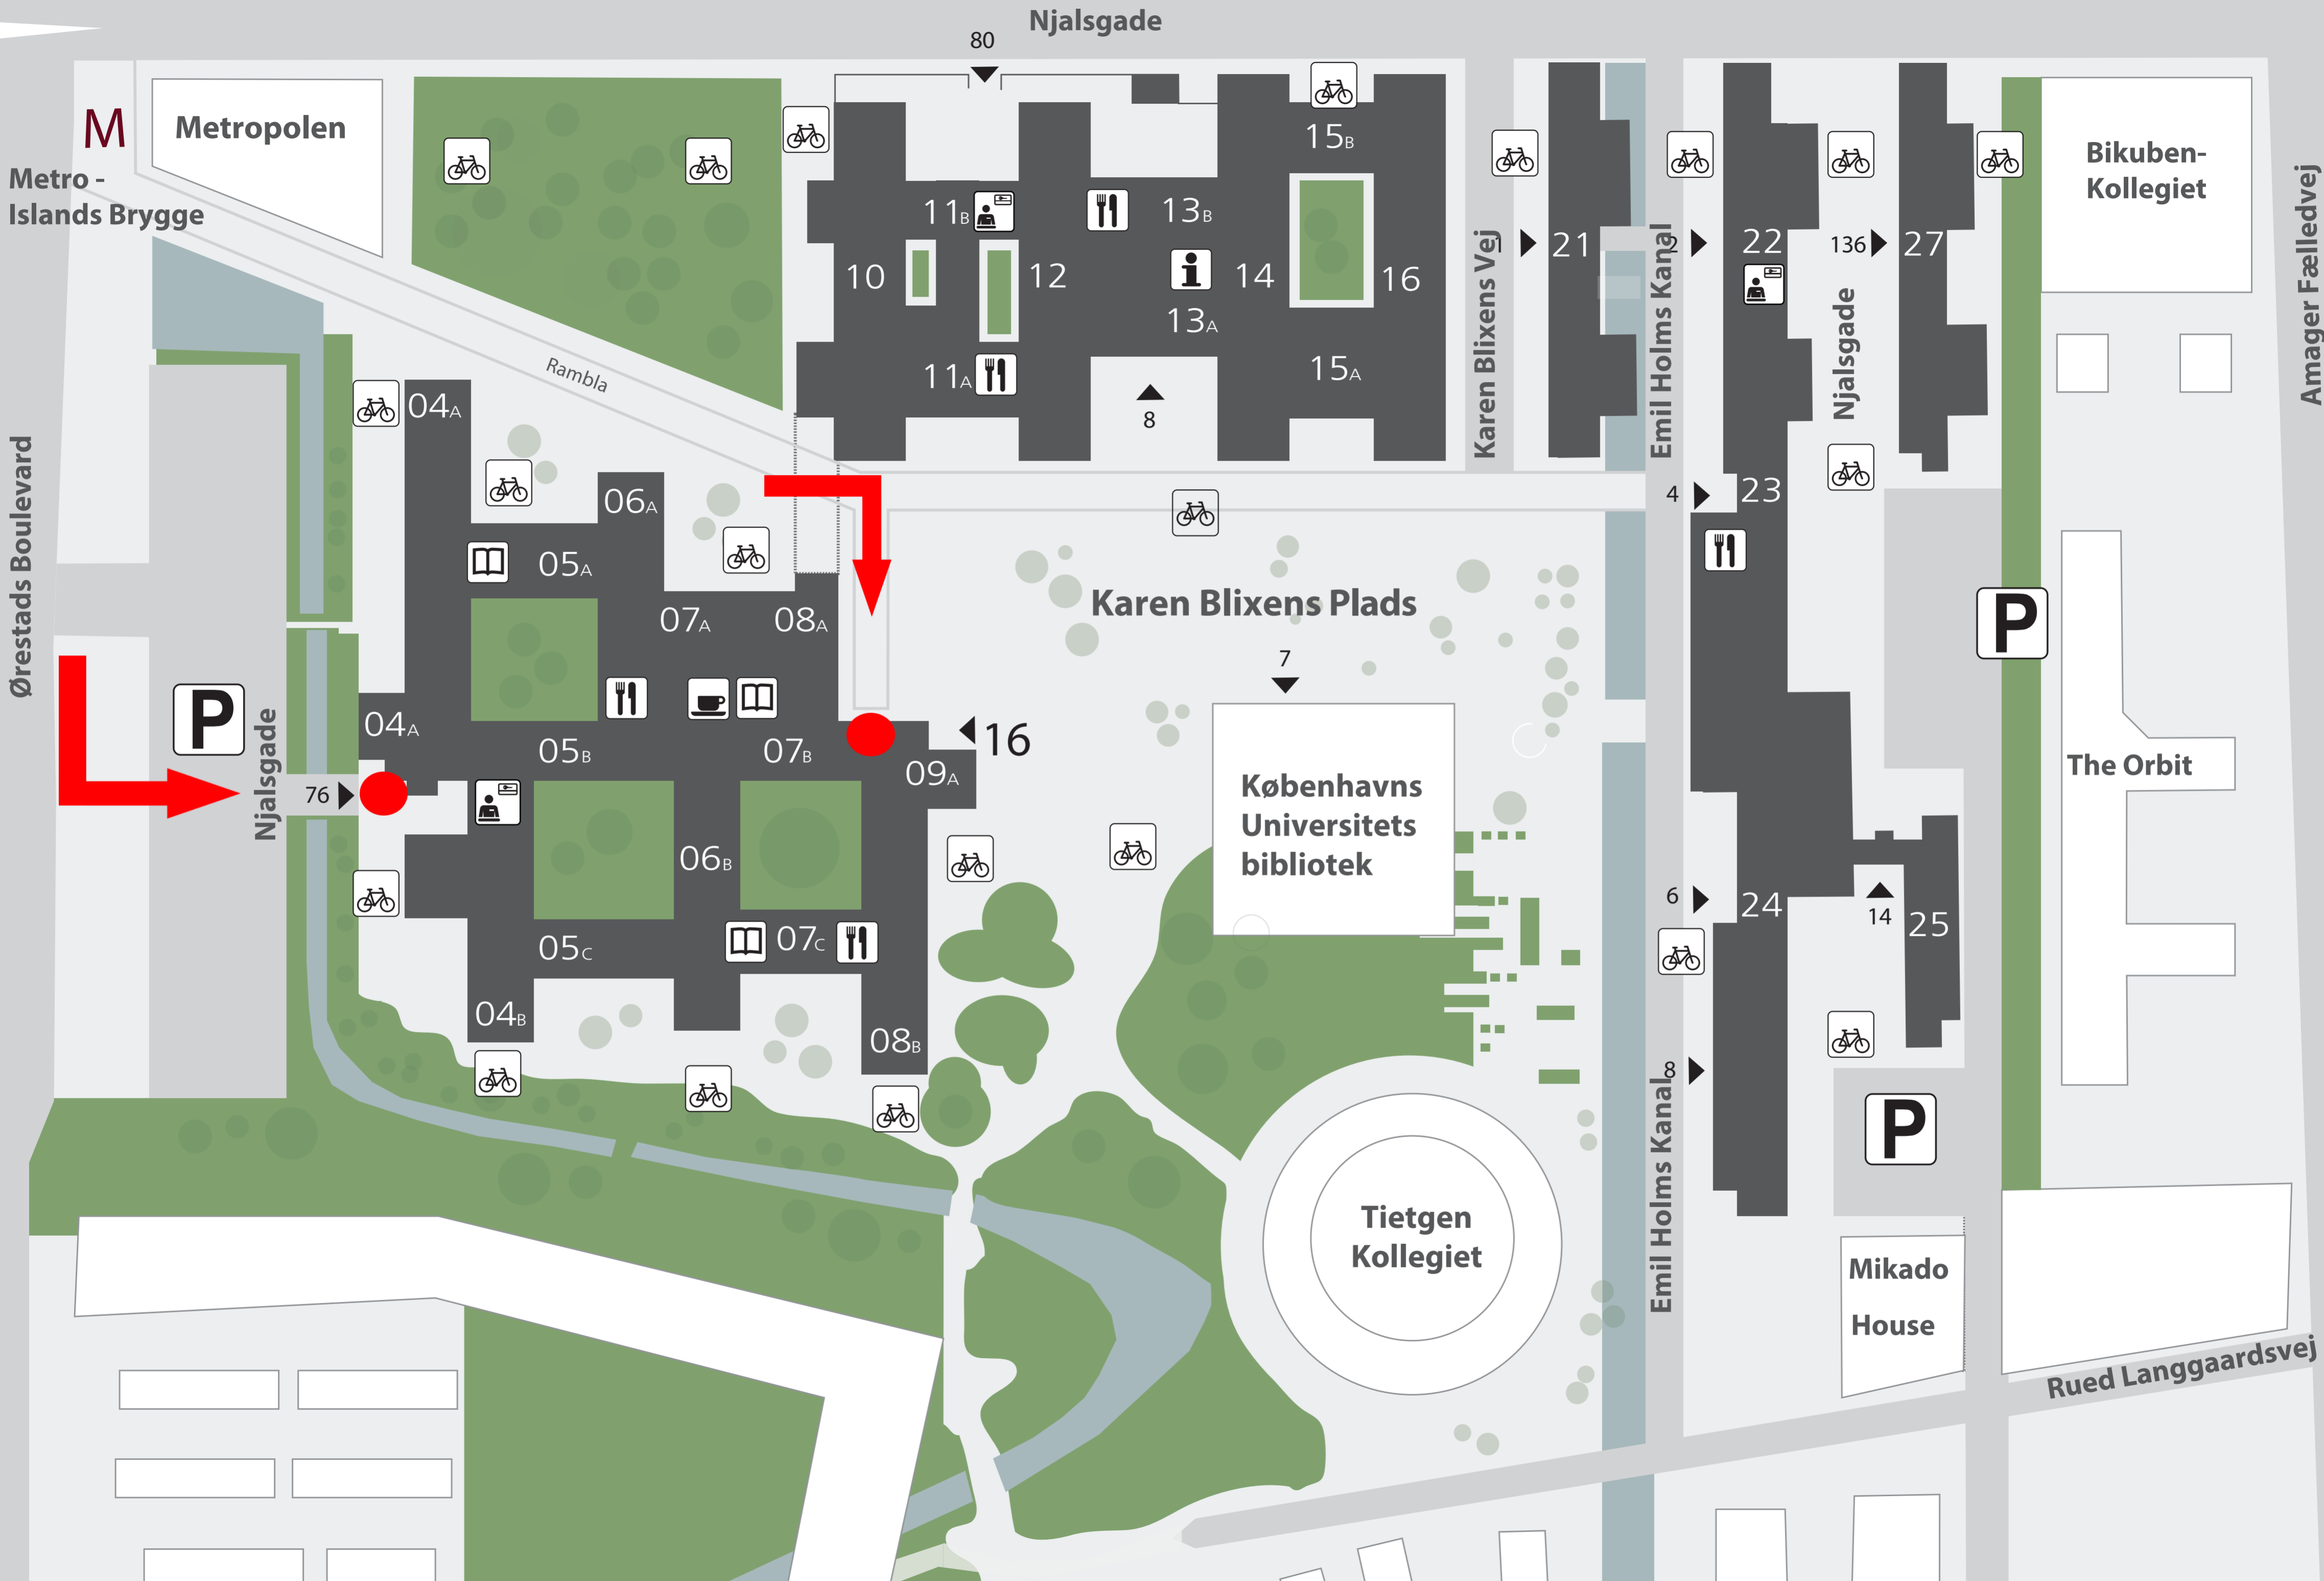 Njalsgade
80
M
Metropolen
Metro -
Islands Brygge
Bikuben-
Kollegiet
15B
11B
13B
10
12
14
16
13A
11A
15A
8
Karen Blixens Vej
1
21
Emil Holms Kanal
2
22
136
27
Njalsgade
Amager Fælledvej
Rambla
04A
06A
05A
07A
08A
4
23
Karen Blixens Plads
7
Ørestads Boulevard
P
P
Njalsgade
76
04A
05B
07B
16
09A
Københavns
Universitets
bibliotek
The Orbit
06B
05C
07C
04B
08B
6
24
14
25
8
P
Emil Holms Kanal
Tietgen
Kollegiet
Mikado
House
Rued Langgaardsvej